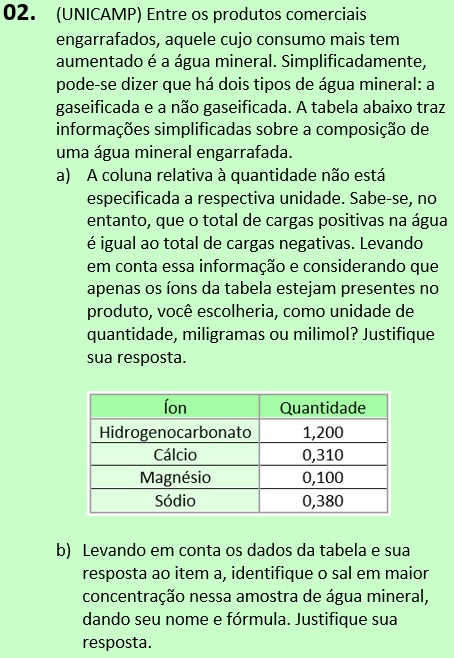 02. (UNICAMP) Entre os produtos comerciais
engarrafados, aquele cujo consumo mais tem
aumentado é a água mineral. Simplificadamente,
pode-se dizer que há dois tipos de água mineral: a
gaseificada e a não gaseificada. A tabela abaixo traz
informações simplificadas sobre a composição de
uma água mineral engarrafada.
a) A coluna relativa à quantidade não está
especificada a respectiva unidade. Sabe-se, no
entanto, que o total de cargas positivas na água
é igual ao total de cargas negativas. Levando
em conta essa informação e considerando que
apenas os íons da tabela estejam presentes no
produto, você escolheria, como unidade de
quantidade, miligramas ou milimol? Justifique
sua resposta.
Íon Quantidade
Hidrogenocarbonato 1,200
Cálcio 0,310
Magnésio 0,100
Sódio 0,380
b) Levando em conta os dados da tabela e sua
resposta ao item a, identifique o sal em maior
concentração nessa amostra de água mineral,
dando seu nome e fórmula. Justifique sua
resposta.